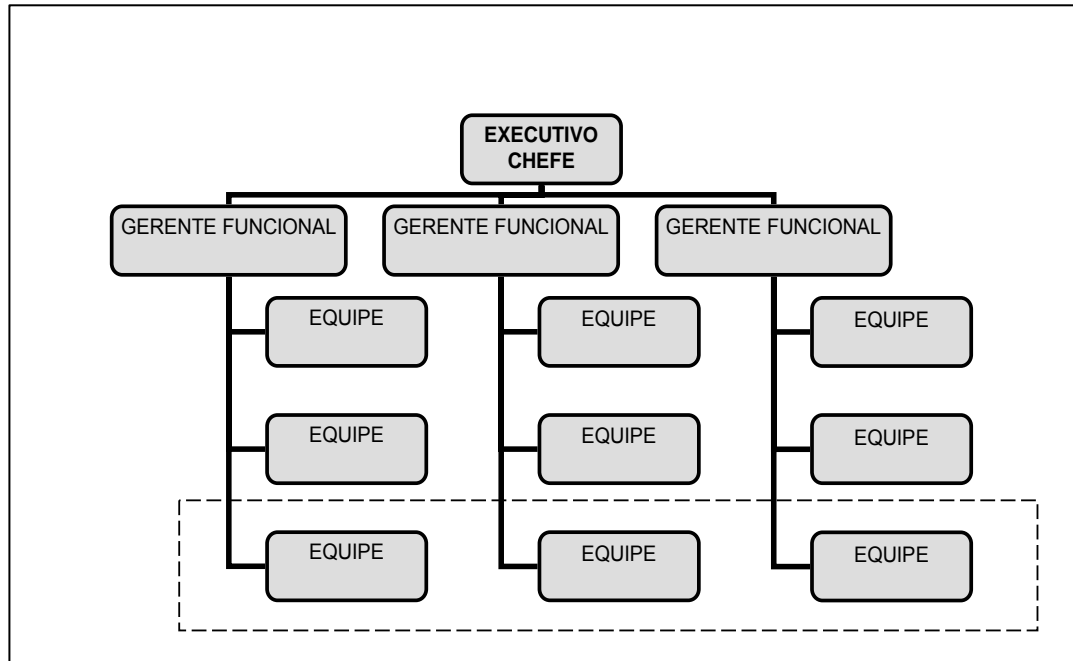 EXECUTIVO
CHEFE
GERENTE FUNCIONAL
GERENTE FUNCIONAL
GERENTE FUNCIONAL
EQUIPE
EQUIPE
EQUIPE
EQUIPE
EQUIPE
EQUIPE
EQUIPE
EQUIPE
EQUIPE